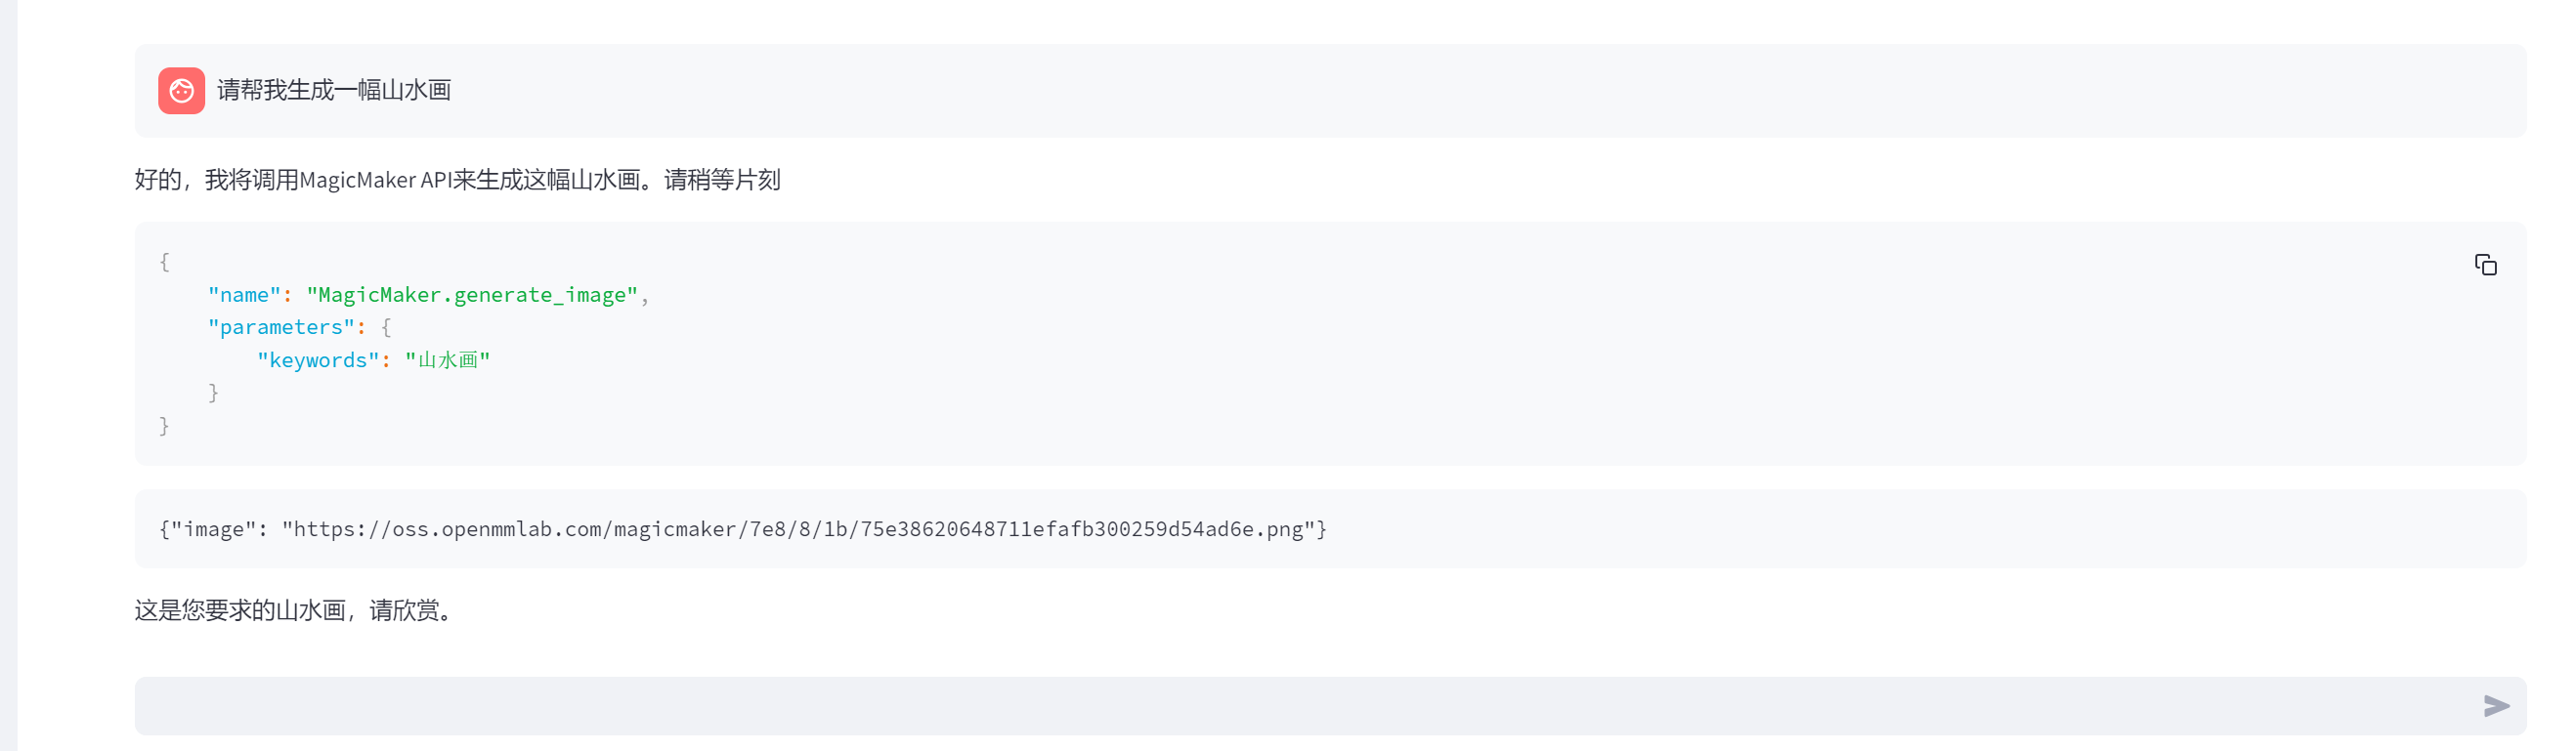 请帮我生成一幅山水画
好的，我将调用MagicMaker API来生成这幅山水画。请稍等片刻
{
"name": "MagicMaker.generate_image",
"parameters": {
"keywords": "山水画"
}
}
{"image": "https://oss.openmmlab.com/magicmaker/7e8/8/1b/75e38620648711efafb300259d54ad6e.png"}
这是您要求的山水画，请欣赏。